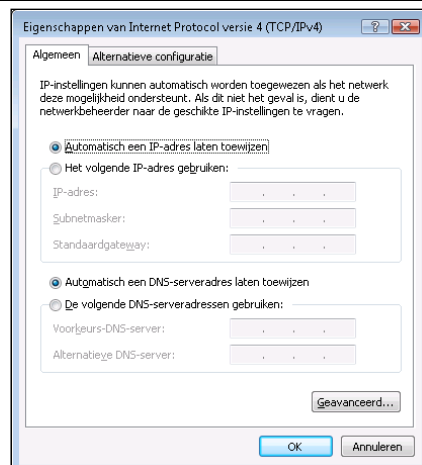 Eigenschappen van Internet Protocol versie 4 (TCP/IPv4)
Algemeen
Alternatieve configuratie
IP-instellingen kunnen automatisch worden toegewezen als het netwerk
deze mogelijkheid ondersteunt. Als dit niet het geval is, dient u de
netwerkbeheerder naar de geschikte IP-instellingen te vragen.
Automatisch een IP-adres laten toewijzen
Het volgende IP-adres gebruiken:
IP-adres:
Subnetmasker:
Standaardgateway:
Automatisch een DNS-serveradres laten toewijzen
De volgende DNS-serveradressen gebruiken:
Voorkeurs-DNS-server:
Alternatieve DNS-server:
Geavanceerd...
OK
Annuleren